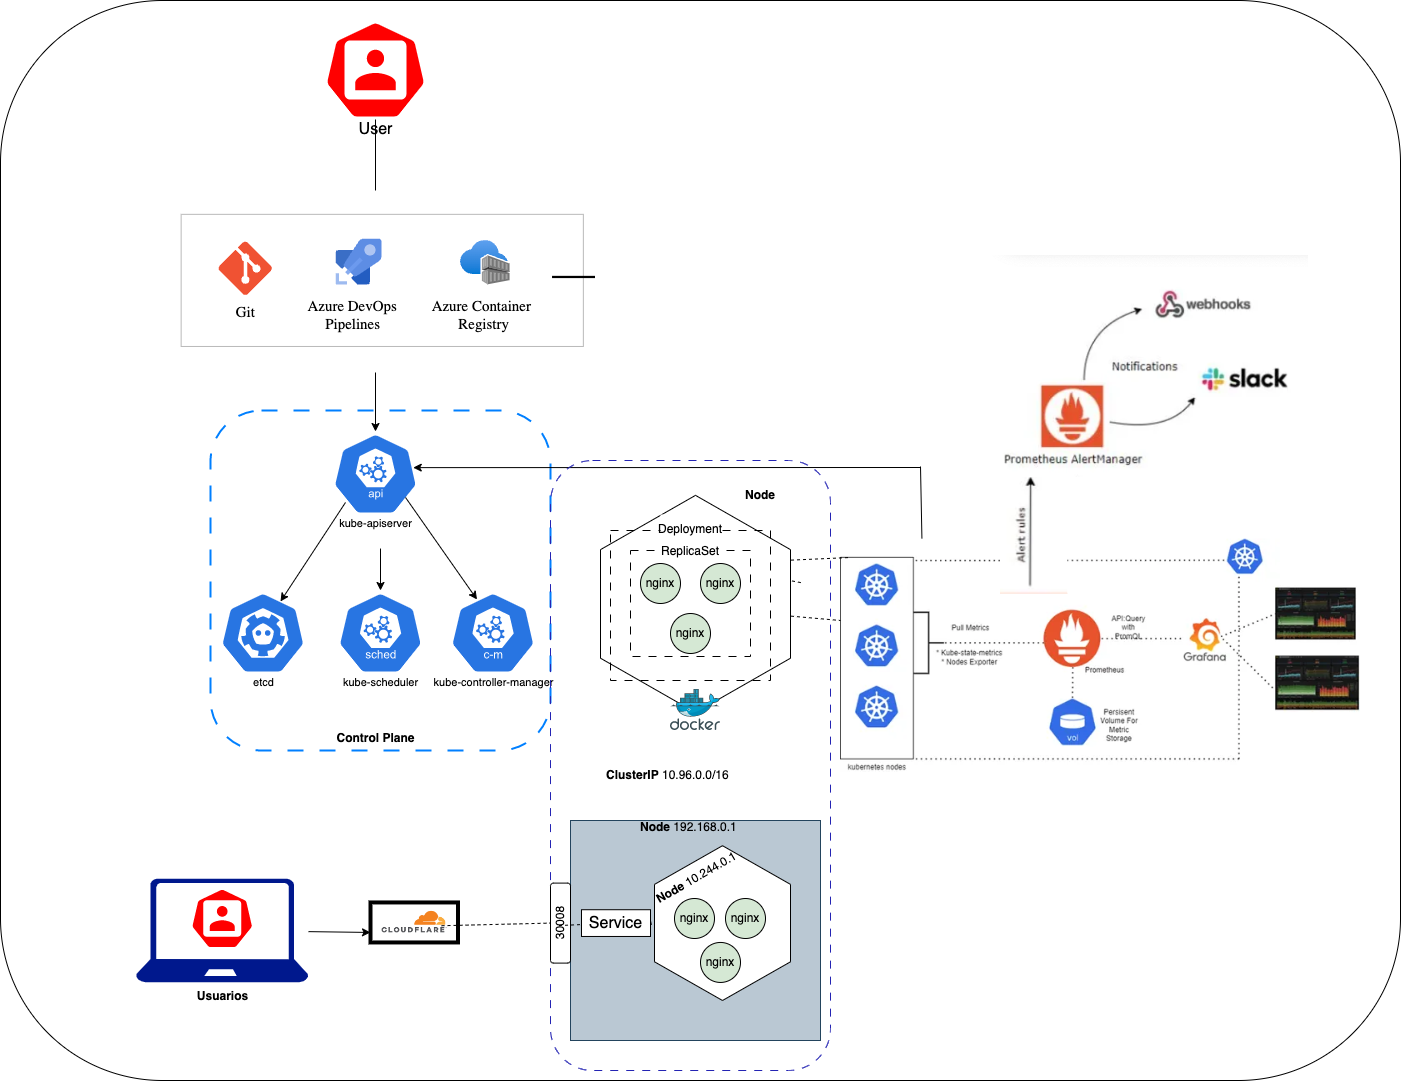 User
Git
Azure DevOps
Pipelines
Azure Container
Registry
webhooks
Notifications
slack
Prometheus AlertManager
Alert rules
api
kube-apiserver
etcd
sched
kube-scheduler
c-m
kube-controller-manager
Control Plane
Node
Deployment
ReplicaSet
nginx
nginx
nginx
docker
ClusterIP 10.96.0.0/16
kubernetes nodes
Pull Metrics
* Kube-state-metrics
* Nodes Exporter
Prometheus
API:Query
with
PromQL
Grafana
vol
Persisent
Volume For
Metric
Storage
Node 192.168.0.1
Node 10.244.0.1
nginx
nginx
nginx
Service
30008
CLOUDFLARE
Usuarios